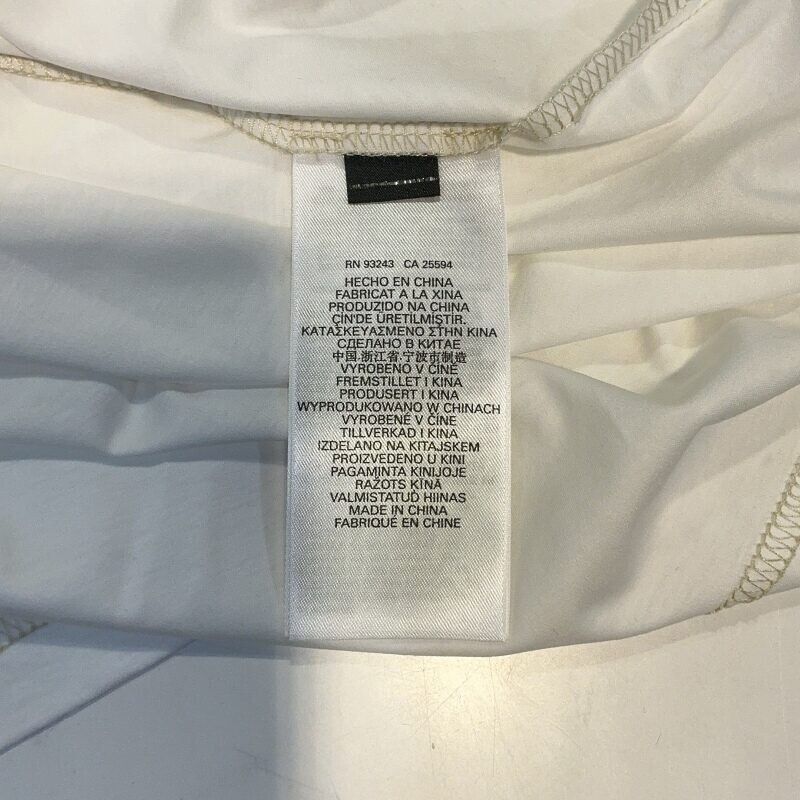 RN 93243 CA 25594
HECHO EN CHINA
FABRICAT A LA XINA
PRODUZIDO NA CHINA
ÇİN'DE ÜRETİLMİŞTİR.
ΚΑΤΑΣΚΕΥΑΣΜΕΝΟ ΣΤΗΝ ΚΙΝΑ
СДЕЛАНО В КИТАЕ
中国.浙江省.宁波市制造
VYROBENO V ČÍNĚ
FREMSTILLET I KINA
PRODUSERT I KINA
WYPRODUKOWANO W CHINACH
VYROBENÉ V ČÍNE
TILLVERKAD I KINA
IZDELANO NA KITAJSKEM
PROIZVEDENO U KINI
PAGAMINTA KINIJOJE
RAŽOTS ĶĪNĀ
VALMISTATUD HIINAS
MADE IN CHINA
FABRIQUÉ EN CHINE